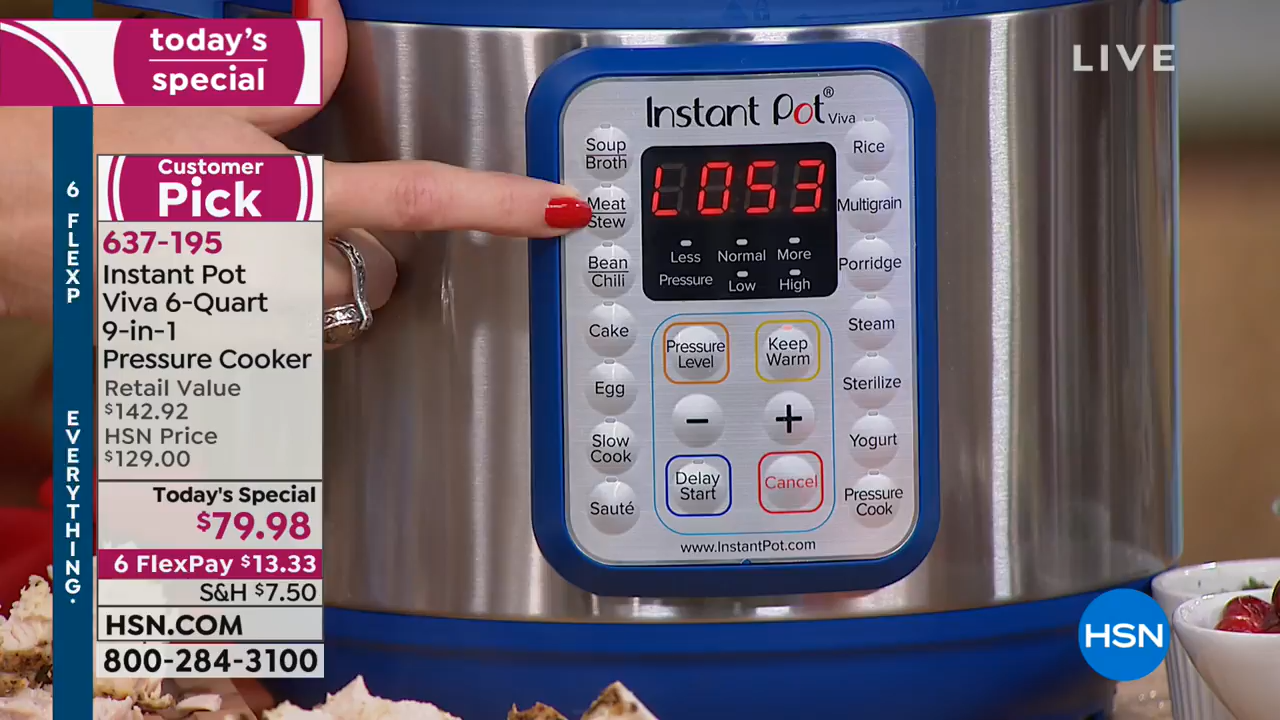 today's
special
LIVE
6 FLEXP
EVERYTHING.
Customer
Pick
637-195
Instant Pot
Viva 6-Quart
9-in-1
Pressure Cooker
Retail Value
$142.92
HSN Price
$129.00
Today's Special
$79.98
6 FlexPay $13.33
S&H $7.50
HSN.COM
800-284-3100
Instant Pot®
Viva
Soup
Broth
Meat
Stew
Bean
Chili
Cake
Egg
Slow
Cook
Sauté
L053
Less Normal More
Pressure Low High
Pressure
Level
Keep
Warm
-
+
Delay
Start
Cancel
www.InstantPot.com
Rice
Multigrain
Porridge
Steam
Sterilize
Yogurt
Pressure
Cook
HSN